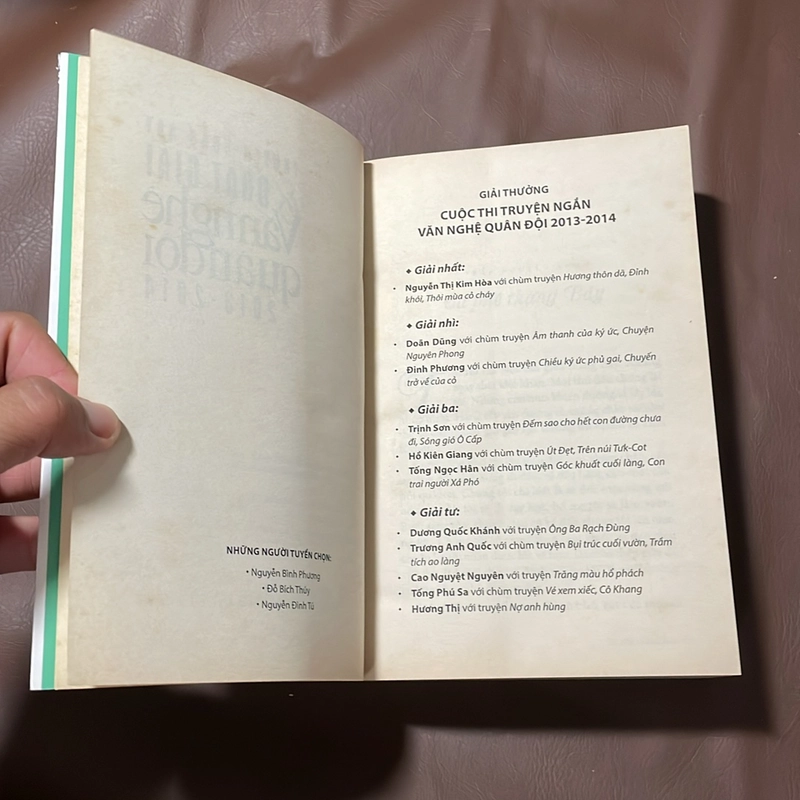 NHỮNG NGƯỜI TUYỂN CHỌN:
• Nguyễn Bình Phương
• Đỗ Bích Thúy
• Nguyễn Đình Tú
GIẢI THƯỞNG
CUỘC THI TRUYỆN NGẮN
VĂN NGHỆ QUÂN ĐỘI 2013-2014
◆ Giải nhất:
• Nguyễn Thị Kim Hòa với chùm truyện Hương thôn dã, Đỉnh
khói, Thôi mùa cỏ cháy
◆ Giải nhì:
• Doãn Dũng với chùm truyện Âm thanh của ký ức, Chuyện
Nguyên Phong
• Đinh Phương với chùm truyện Chiều ký ức phủ gai, Chuyến
trở về của cỏ
◆ Giải ba:
• Trịnh Sơn với chùm truyện Đếm sao cho hết con đường chưa
đi, Sóng gió Ô Cấp
• Hồ Kiên Giang với chùm truyện Út Đẹt, Trên núi Tưk-Cot
• Tống Ngọc Hân với chùm truyện Góc khuất cuối làng, Con
trai người Xá Phó
◆ Giải tư:
• Dương Quốc Khánh với truyện Ông Ba Rạch Đùng
• Trương Anh Quốc với chùm truyện Bụi trúc cuối vườn, Trầm
tích ao làng
• Cao Nguyệt Nguyên với truyện Trăng màu hổ phách
• Tống Phú Sa với chùm truyện Vé xem xiếc, Cô Khang
• Hương Thị với truyện Nợ anh hùng